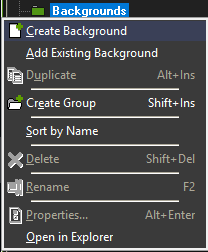 Backgrounds
Create Background
Add Existing Background
Duplicate Alt+Ins
Create Group Shift+Ins
Sort by Name
Delete Shift+Del
Rename F2
Properties... Alt+Enter
Open in Explorer